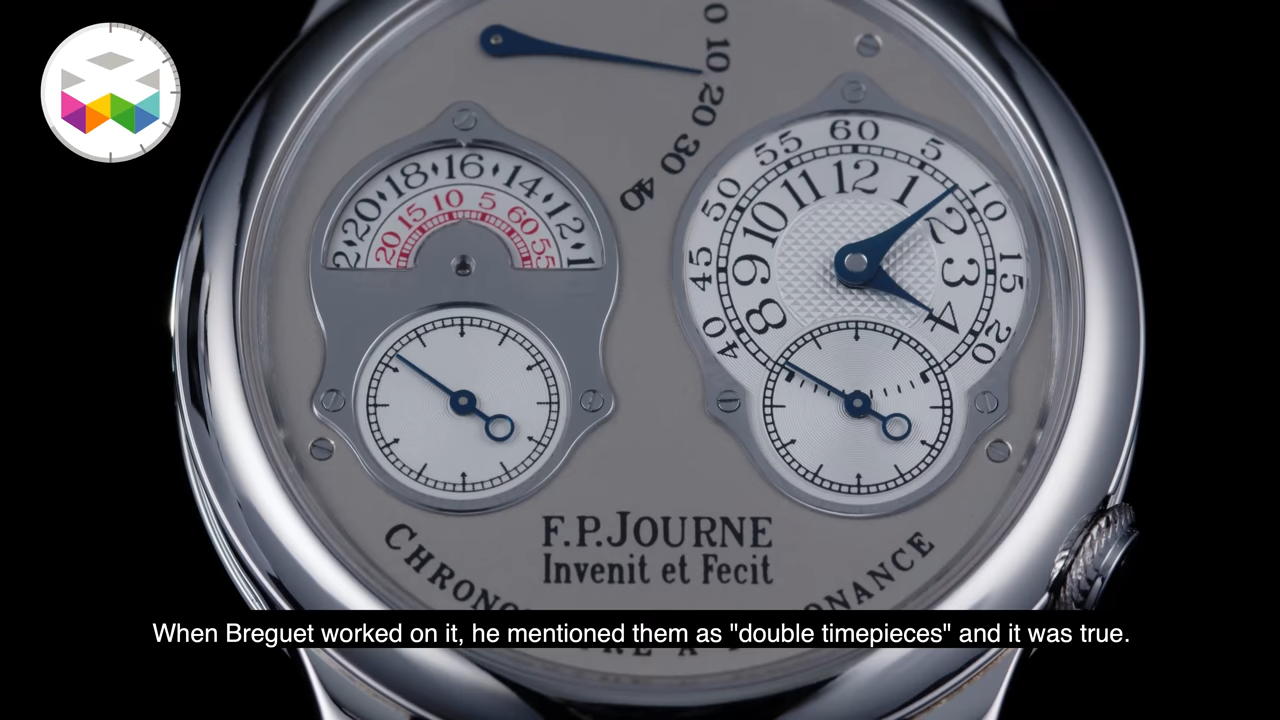 0 10 20 30 40
2 20 18 16 14 12 1
20 15 10 5 60 55
60 5 10 15 20 40 45 50 55
12 1 2 3 4 8 9 10 11
F.P.JOURNE
Invenit et Fecit
CHRONO
ONANCE
When Breguet worked on it, he mentioned them as "double timepieces" and it was true.